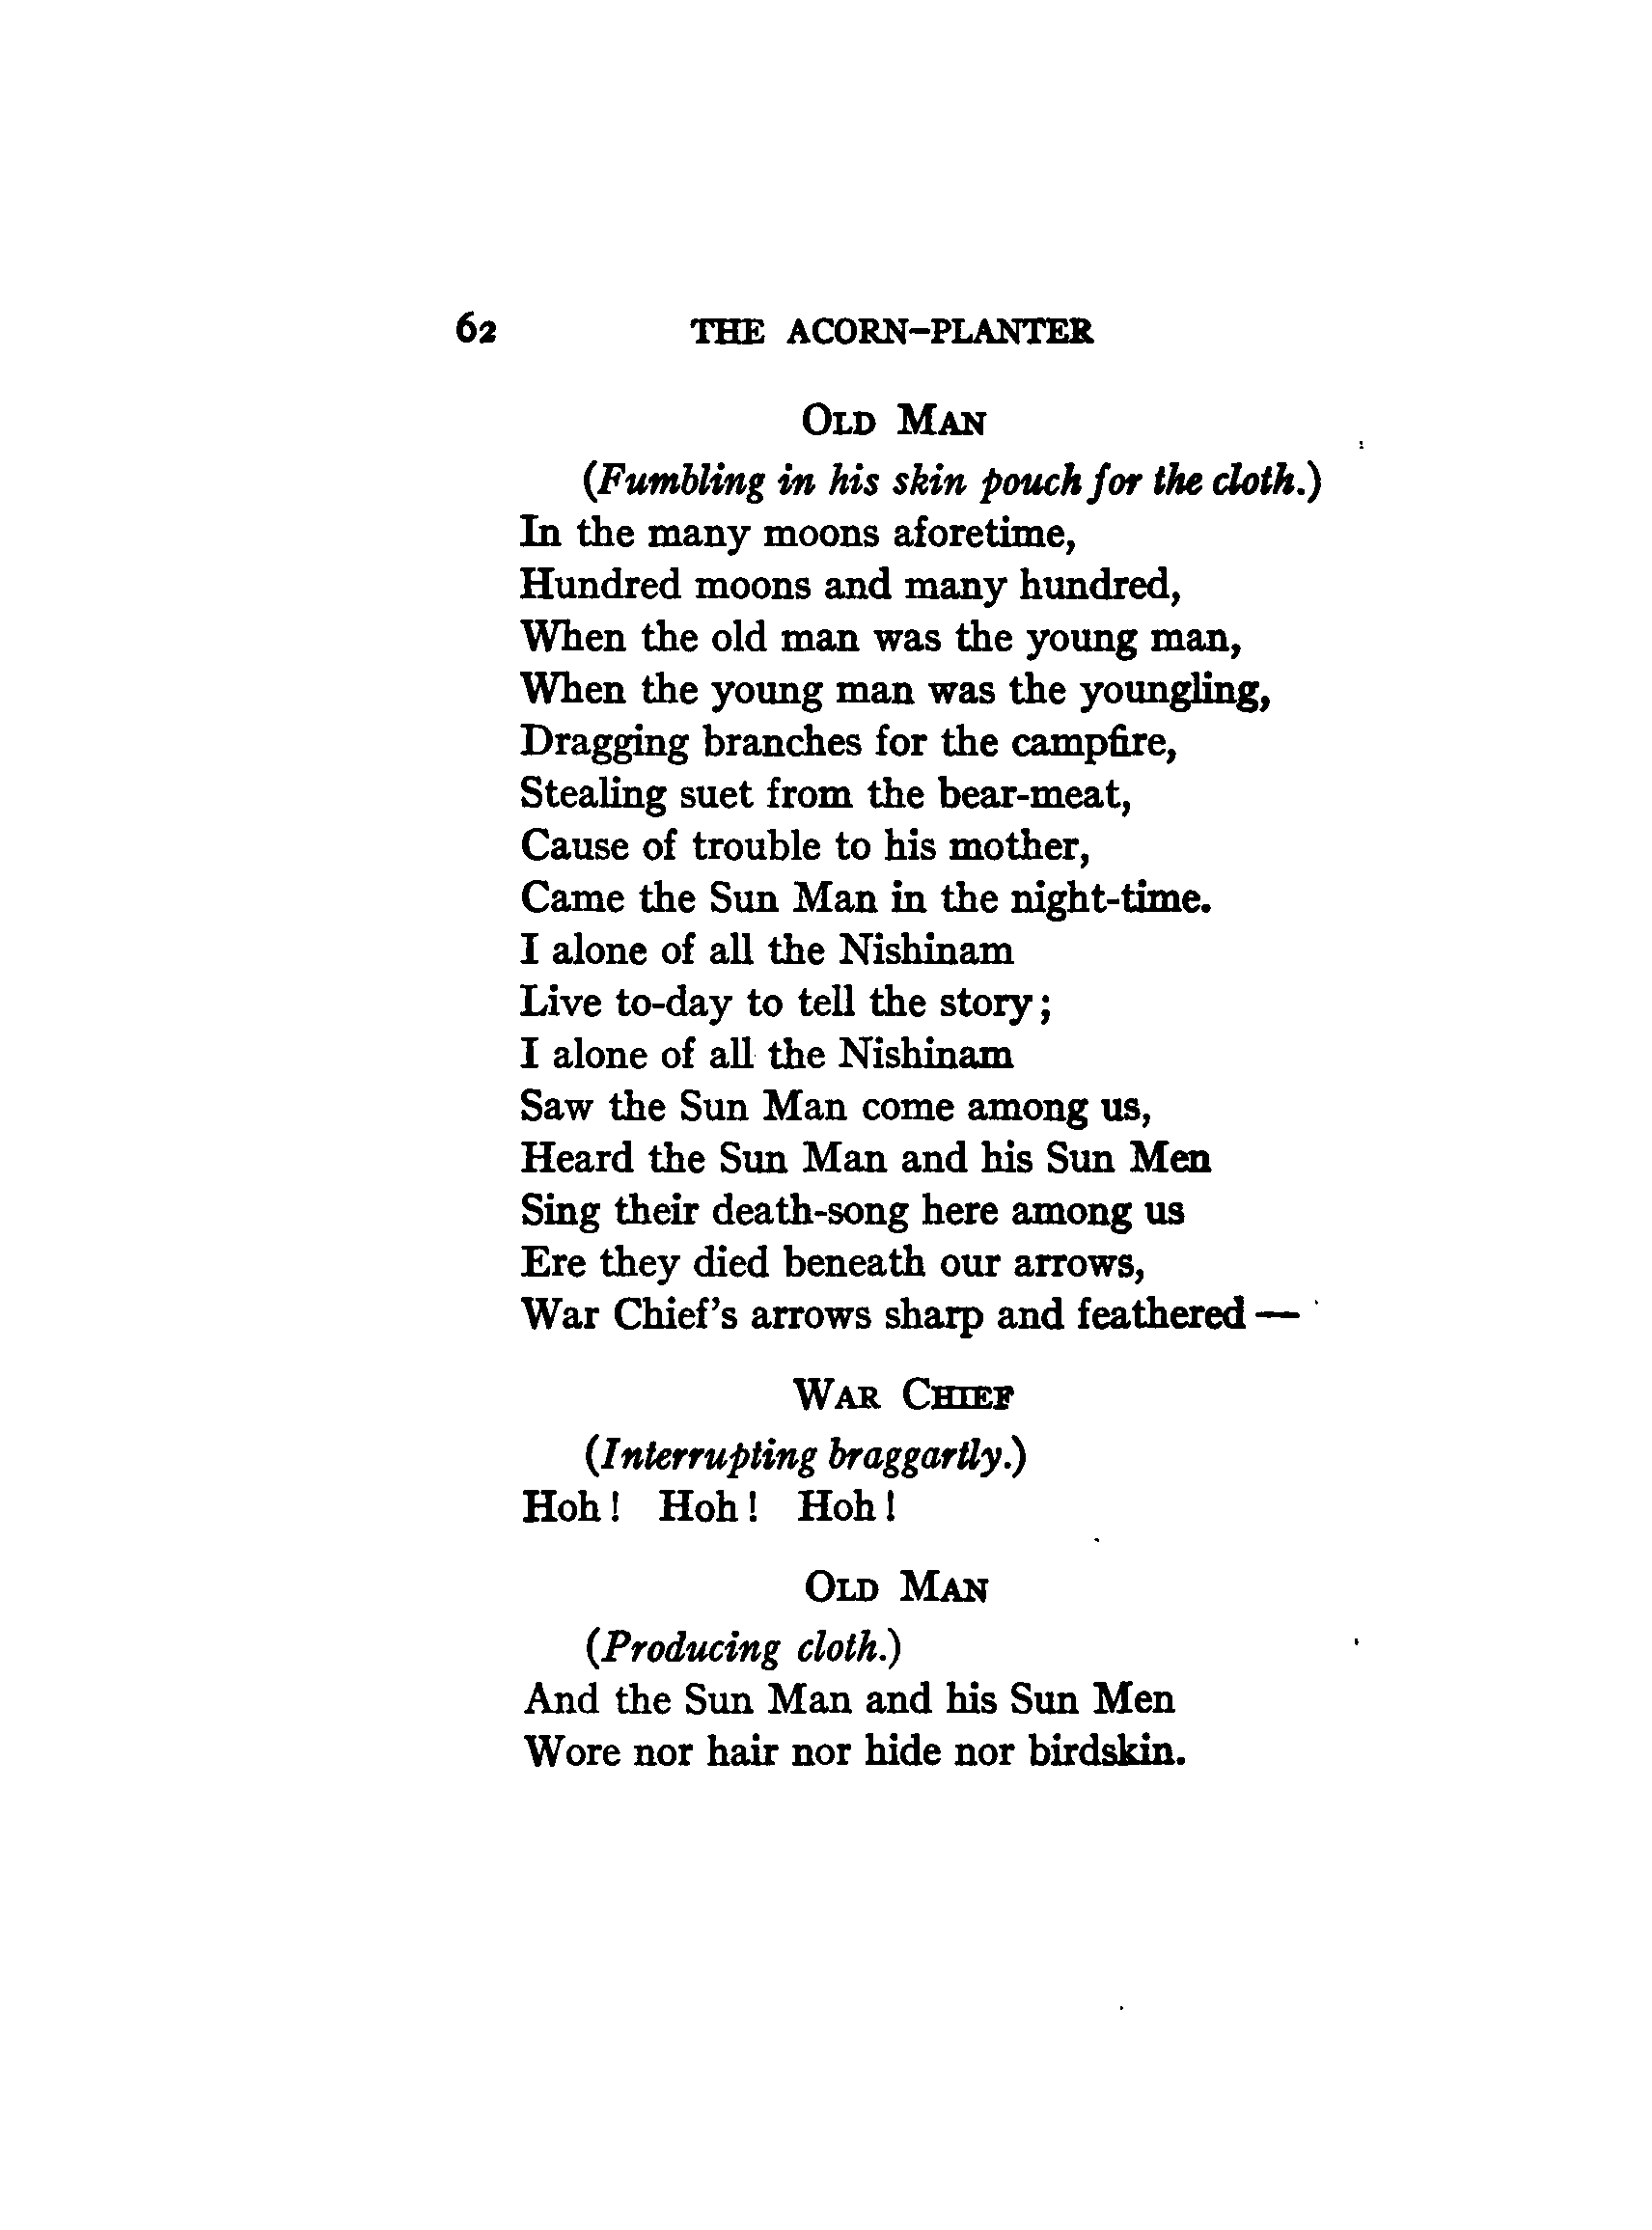 62 THE ACORN-PLANTER
OLD MAN
(Fumbling in his skin pouch for the cloth.)
In the many moons aforetime,
Hundred moons and many hundred,
When the old man was the young man,
When the young man was the youngling,
Dragging branches for the campfire,
Stealing suet from the bear-meat,
Cause of trouble to his mother,
Came the Sun Man in the night-time.
I alone of all the Nishinam
Live to-day to tell the story;
I alone of all the Nishinam
Saw the Sun Man come among us,
Heard the Sun Man and his Sun Men
Sing their death-song here among us
Ere they died beneath our arrows,
War Chief's arrows sharp and feathered —
WAR CHIEF
(Interrupting braggartly.)
Hoh! Hoh! Hoh!
OLD MAN
(Producing cloth.)
And the Sun Man and his Sun Men
Wore nor hair nor hide nor birdskin.